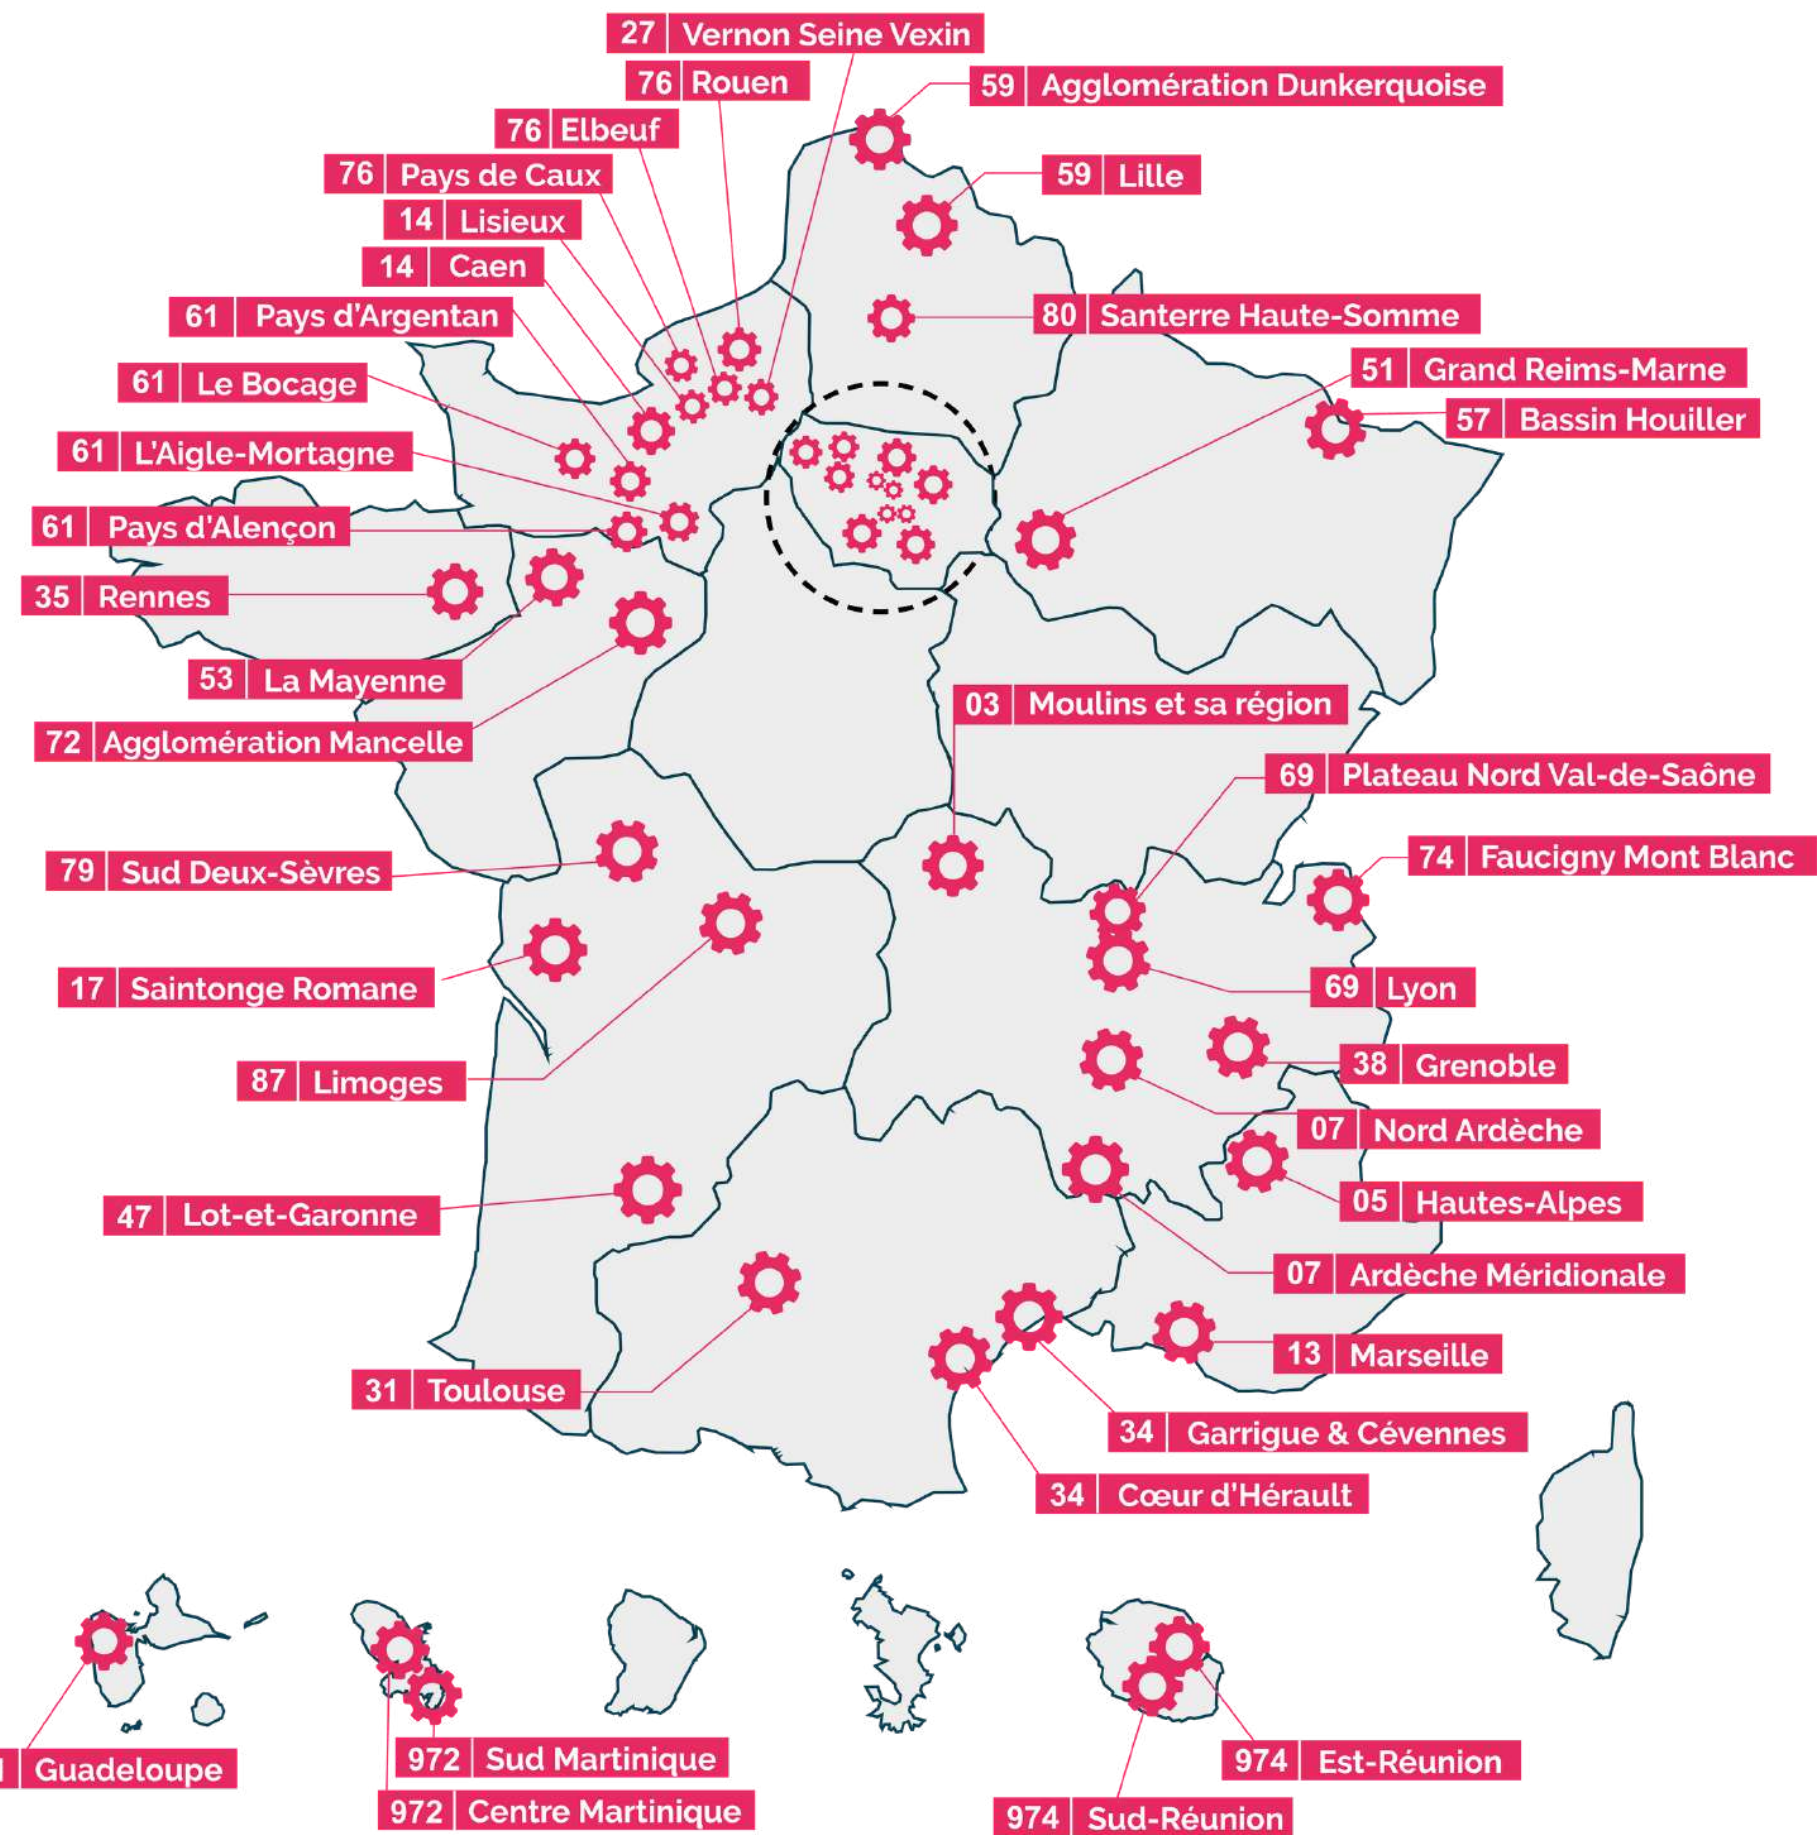 27 Vernon Seine Vexin
76 Rouen
59 Agglomération Dunkerquoise
76 Elbeuf
76 Pays de Caux
59 Lille
14 Lisieux
14 Caen
61 Pays d'Argentan
80 Santerre Haute-Somme
61 Le Bocage
51 Grand Reims-Marne
57 Bassin Houiller
61 L'Aigle-Mortagne
61 Pays d'Alençon
35 Rennes
53 La Mayenne
03 Moulins et sa région
72 Agglomération Mancelle
69 Plateau Nord Val-de-Saône
79 Sud Deux-Sèvres
74 Faucigny Mont Blanc
17 Saintonge Romane
69 Lyon
87 Limoges
38 Grenoble
07 Nord Ardèche
47 Lot-et-Garonne
05 Hautes-Alpes
07 Ardèche Méridionale
13 Marseille
31 Toulouse
34 Garrigue & Cévennes
34 Cœur d'Hérault
Guadeloupe
972 Sud Martinique
974 Est-Réunion
972 Centre Martinique
974 Sud-Réunion